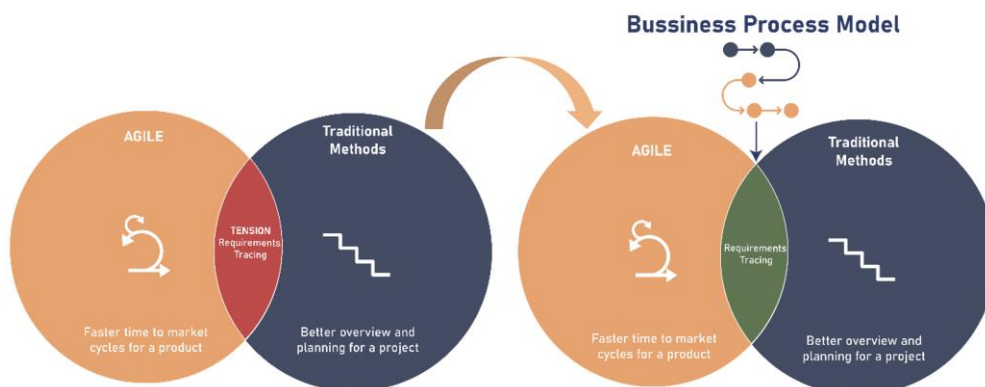 Bussiness Process Model
AGILE
Traditional
Methods
TENSION
Requirements
Tracing
Faster time to market
cycles for a product
Better overview and
planning for a project
AGILE
Traditional
Methods
Requirements
Tracing
Faster time to market
cycles for a product
Better overview and
planning for a project